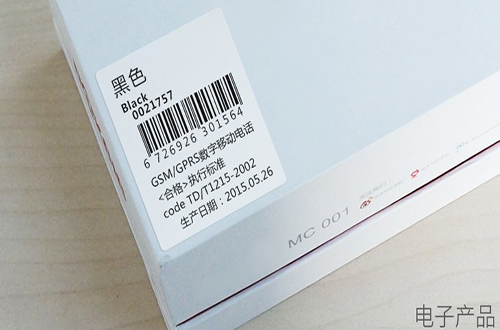 黑色
Black
0021757
6 726926 301564
GSM/GPRS数字移动电话
<合格>执行标准
code TD/T1215-2002
生产日期：2015.05.26
MC 001
电子产品